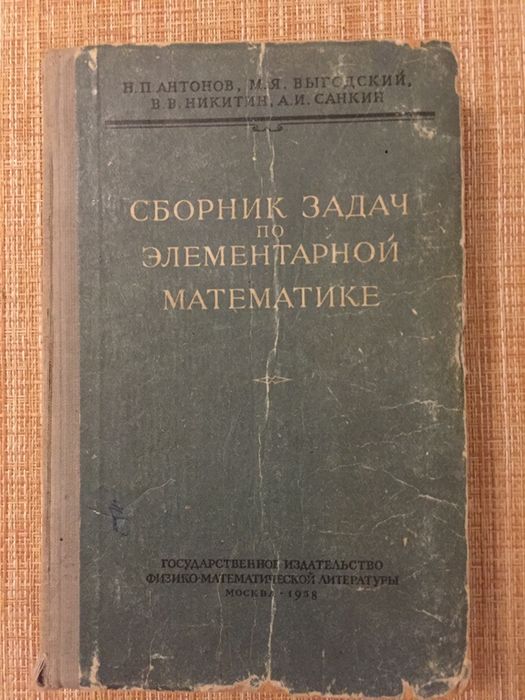 Н.П АНТОНОВ, М.Я. ВЫГОДСКИЙ,
В.В.НИКИТИН, А.И.САНКИН
СБОРНИК ЗАДАЧ
ПО
ЭЛЕМЕНТАРНОЙ
МАТЕМАТИКЕ
ГОСУДАРСТВЕННОЕ ИЗДАТЕЛЬСТВО
ФИЗИКО-МАТЕМАТИЧЕСКОЙ ЛИТЕРАТУРЫ
МОСКВА · 1958